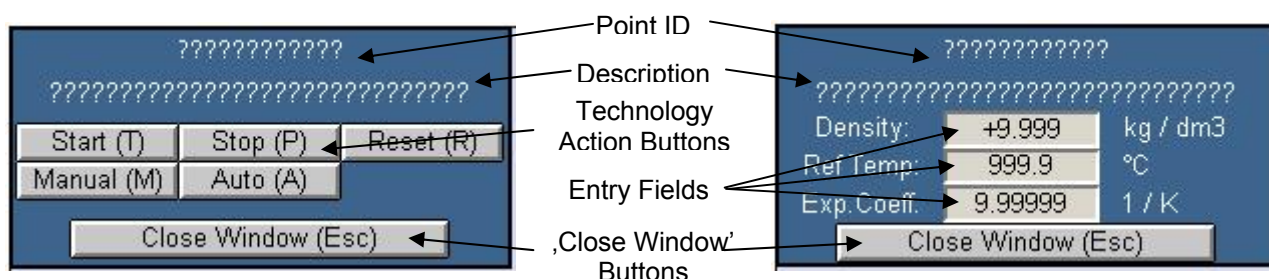 ????????????
??????????????????????????????
Start (T) Stop (P) Reset (R)
Manual (M) Auto (A)
Close Window (Esc)
Point ID
Description
Technology
Action Buttons
Entry Fields
‚Close Window’
Buttons
????????????
??????????????????????????????
Density: +9.999 kg / dm3
Ref Temp: 999.9 °C
Exp.Coeff. 9.99999 1 / K
Close Window (Esc)